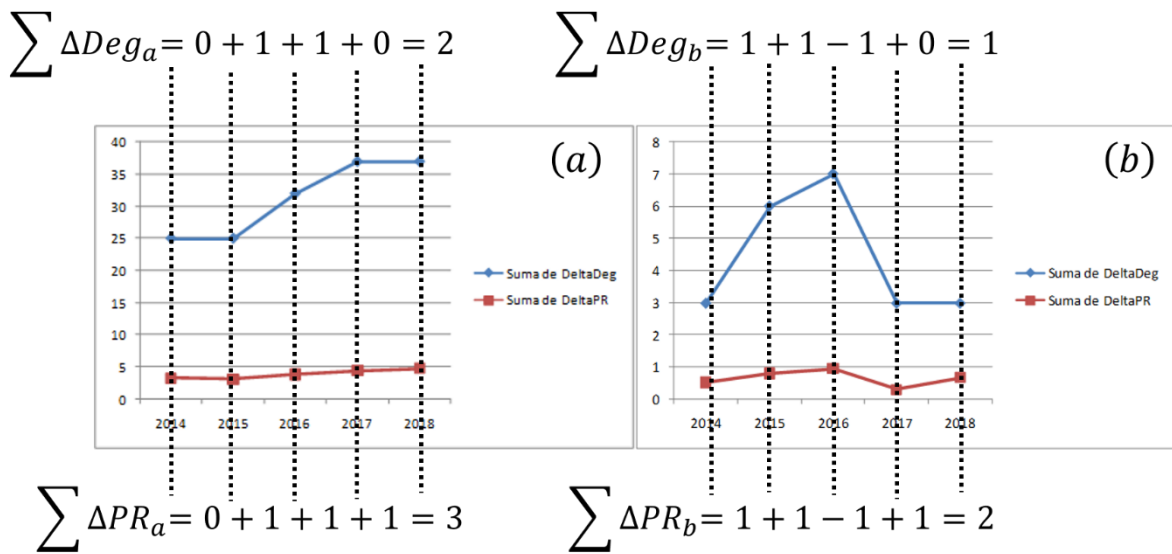 ∑ ΔDeg_a = 0 + 1 + 1 + 0 = 2
∑ ΔDeg_b = 1 + 1 − 1 + 0 = 1
(a)
40
35
30
25
20
15
10
5
0
2014 2015 2016 2017 2018
Suma de DeltaDeg
Suma de DeltaPR
(b)
8
7
6
5
4
3
2
1
0
2014 2015 2016 2017 2018
Suma de DeltaDeg
Suma de DeltaPR
∑ ΔPR_a = 0 + 1 + 1 + 1 = 3
∑ ΔPR_b = 1 + 1 − 1 + 1 = 2